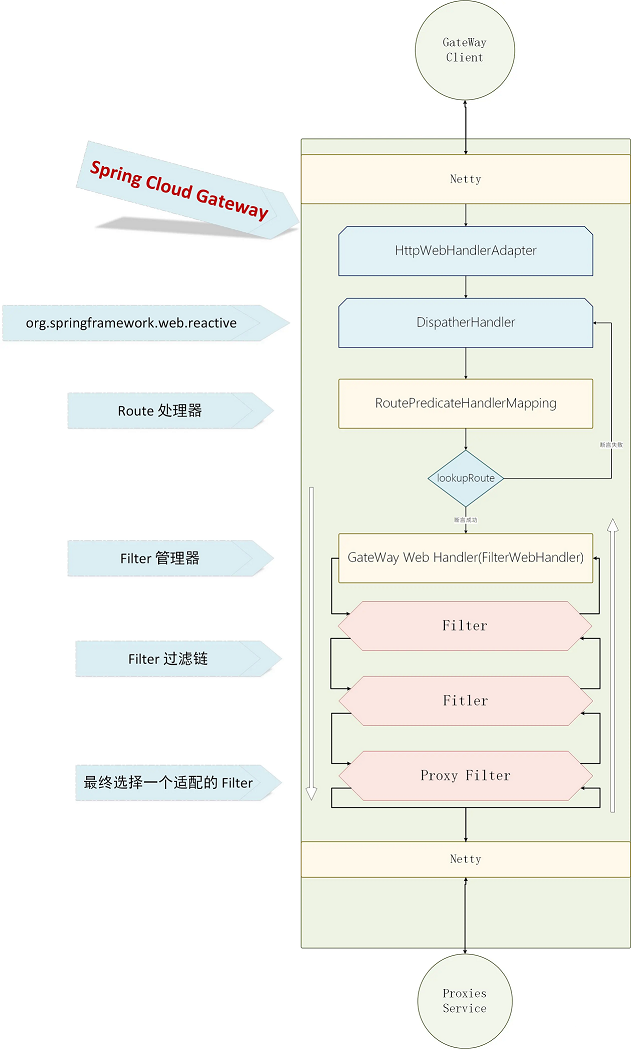 GateWay
Client
Netty
Spring Cloud Gateway
HttpWebHandlerAdapter
org.springframework.web.reactive
DispatherHandler
Route 处理器
RoutePredicateHandlerMapping
断言失败
lookupRoute
断言成功
Filter 管理器
GateWay Web Handler(FilterWebHandler)
Filter
Filter 过滤链
Fitler
最终选择一个适配的 Filter
Proxy Filter
Netty
Proxies
Service